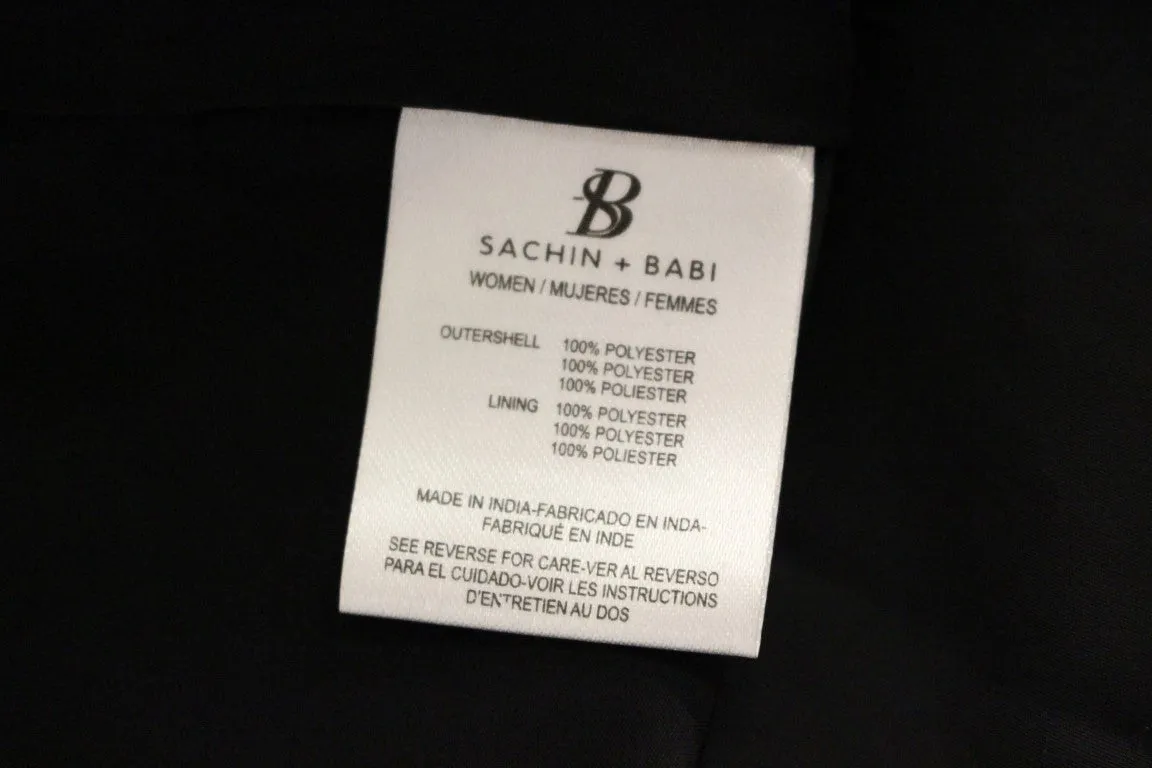 SB
SACHIN + BABI
WOMEN / MUJERES / FEMMES
OUTERSHELL 100% POLYESTER
100% POLYESTER
100% POLIESTER
LINING 100% POLYESTER
100% POLYESTER
100% POLIESTER
MADE IN INDIA-FABRICADO EN INDA-
FABRIQUÉ EN INDE
SEE REVERSE FOR CARE-VER AL REVERSO
PARA EL CUIDADO-VOIR LES INSTRUCTIONS
D'ENTRETIEN AU DOS